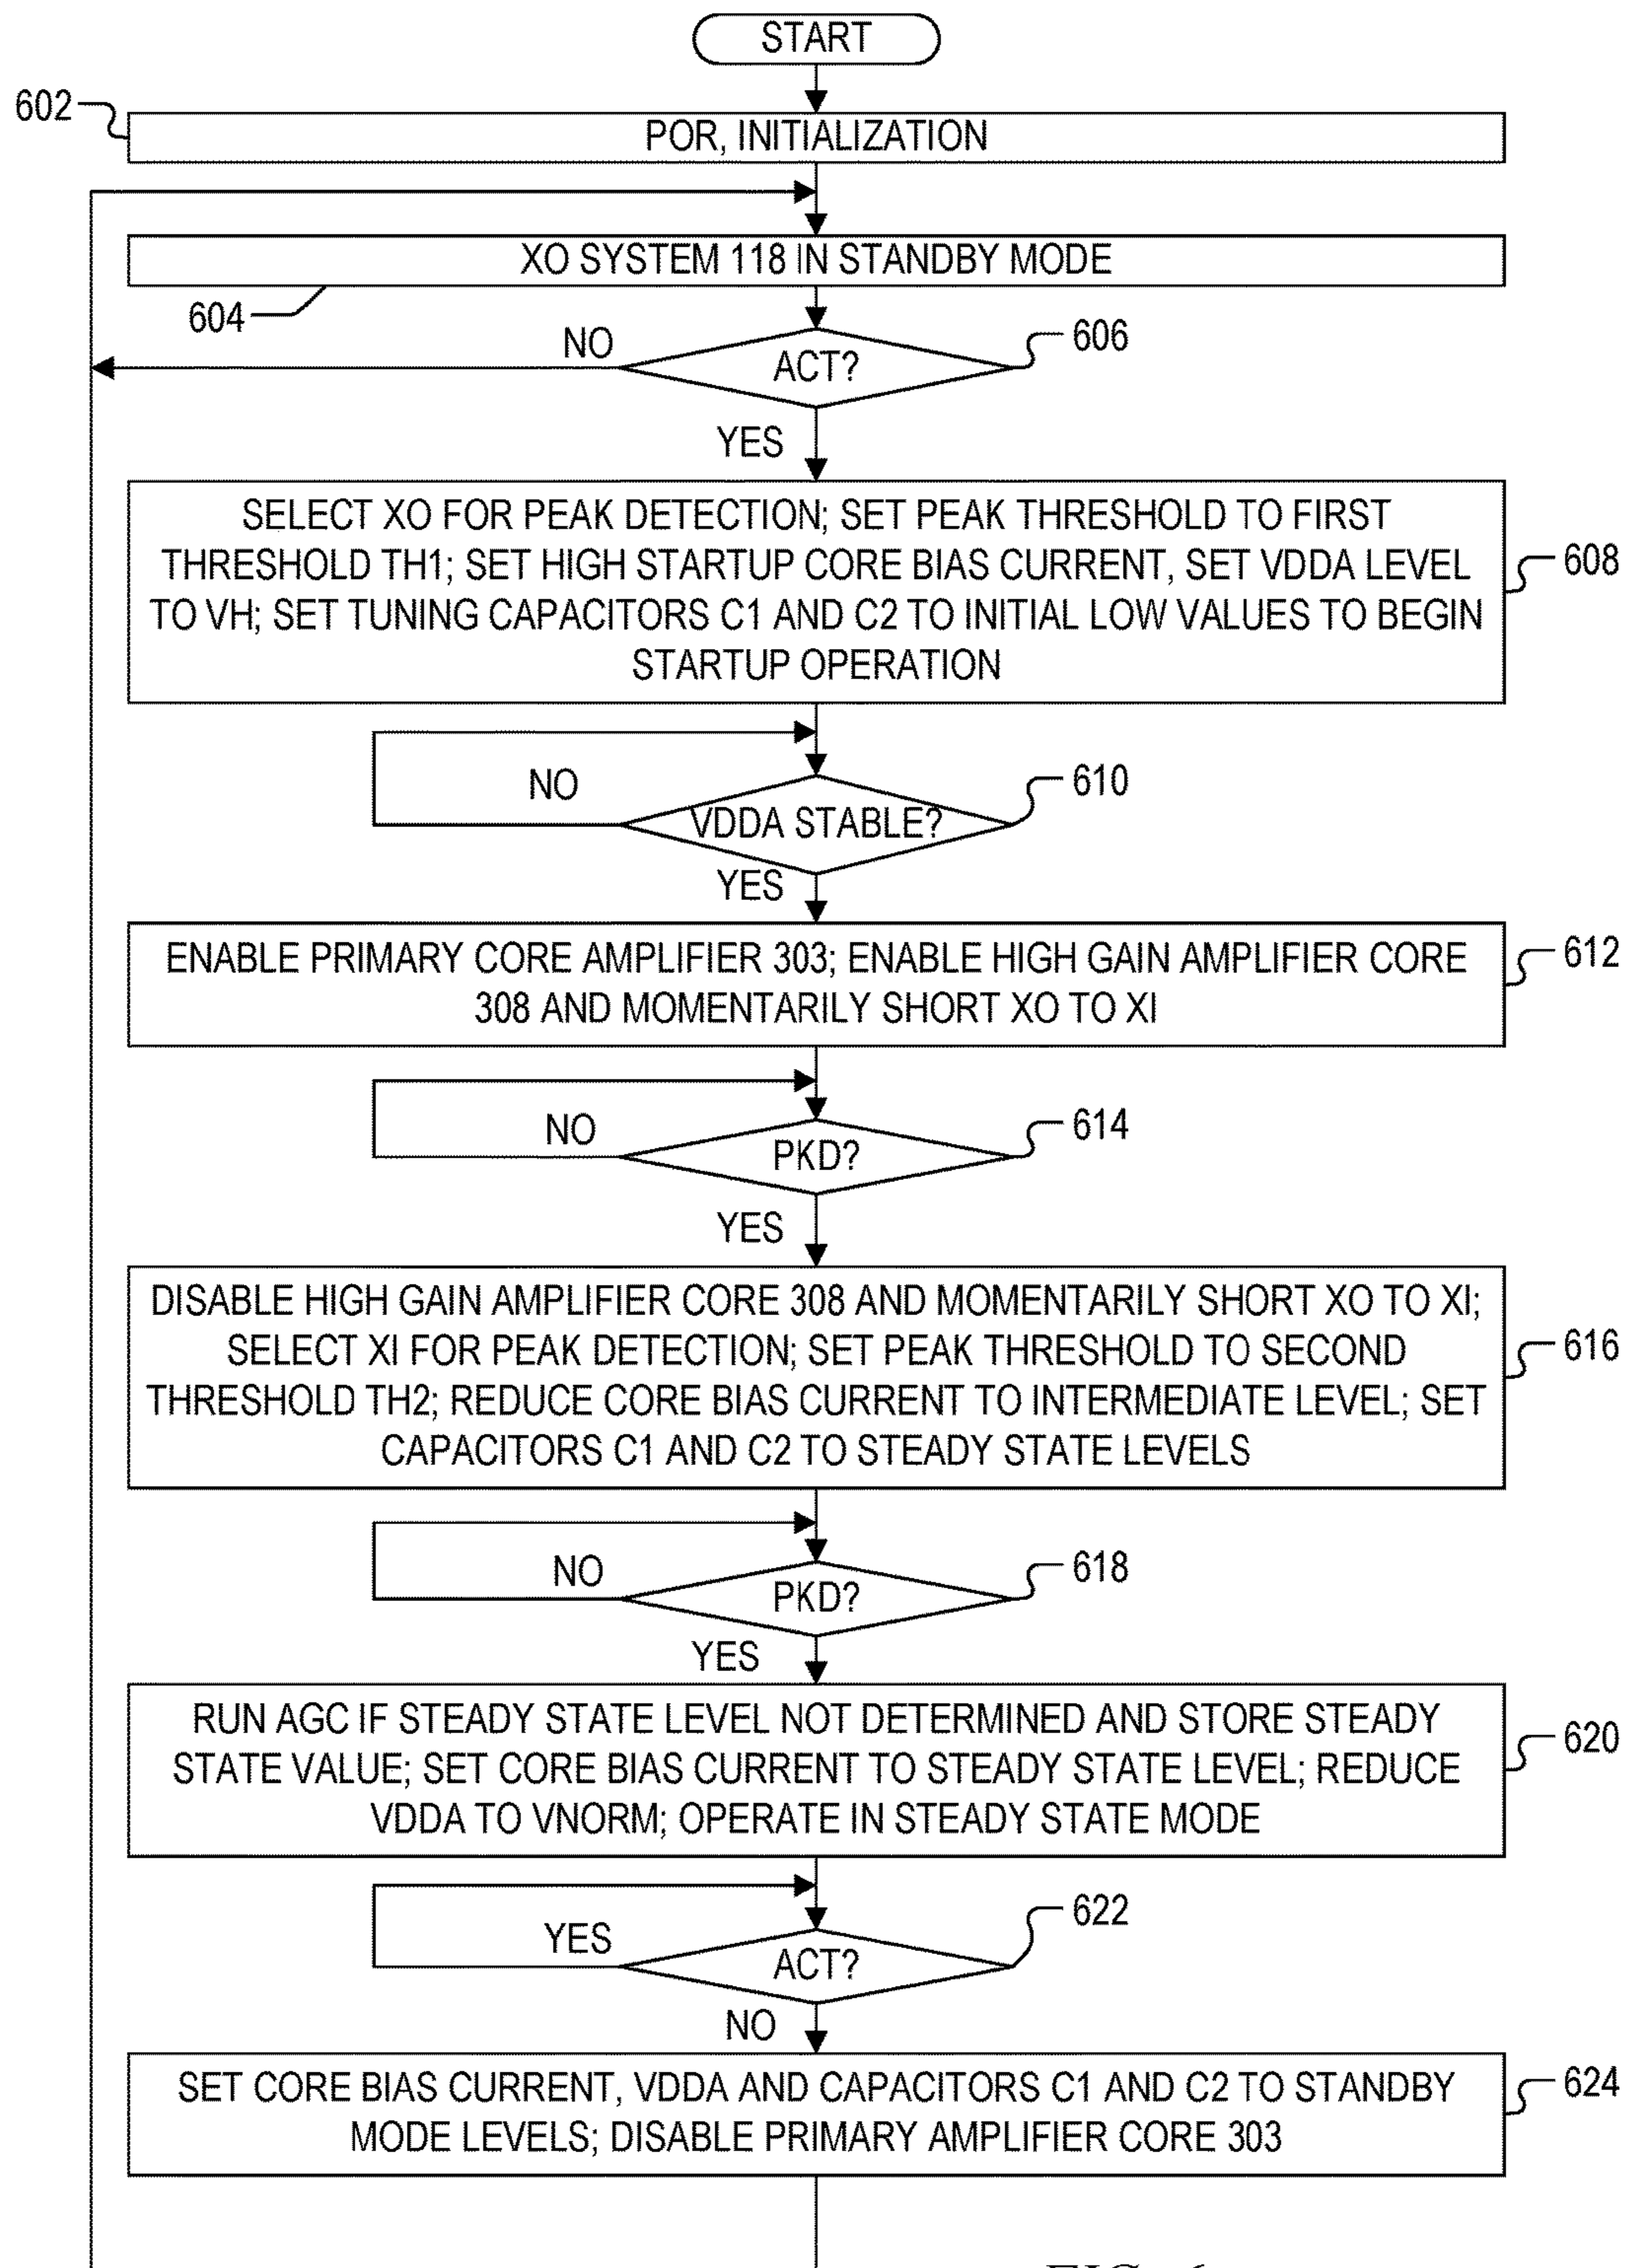 START
602
POR, INITIALIZATION
XO SYSTEM 118 IN STANDBY MODE
604
NO
606
ACT?
YES
SELECT XO FOR PEAK DETECTION; SET PEAK THRESHOLD TO FIRST
THRESHOLD TH1; SET HIGH STARTUP CORE BIAS CURRENT, SET VDDA LEVEL
TO VH; SET TUNING CAPACITORS C1 AND C2 TO INITIAL LOW VALUES TO BEGIN
STARTUP OPERATION
608
NO
610
VDDA STABLE?
YES
ENABLE PRIMARY CORE AMPLIFIER 303; ENABLE HIGH GAIN AMPLIFIER CORE
308 AND MOMENTARILY SHORT XO TO XI
612
NO
614
PKD?
YES
DISABLE HIGH GAIN AMPLIFIER CORE 308 AND MOMENTARILY SHORT XO TO XI;
SELECT XI FOR PEAK DETECTION; SET PEAK THRESHOLD TO SECOND
THRESHOLD TH2; REDUCE CORE BIAS CURRENT TO INTERMEDIATE LEVEL; SET
CAPACITORS C1 AND C2 TO STEADY STATE LEVELS
616
NO
618
PKD?
YES
RUN AGC IF STEADY STATE LEVEL NOT DETERMINED AND STORE STEADY
STATE VALUE; SET CORE BIAS CURRENT TO STEADY STATE LEVEL; REDUCE
VDDA TO VNORM; OPERATE IN STEADY STATE MODE
620
YES
622
ACT?
NO
SET CORE BIAS CURRENT, VDDA AND CAPACITORS C1 AND C2 TO STANDBY
MODE LEVELS; DISABLE PRIMARY AMPLIFIER CORE 303
624